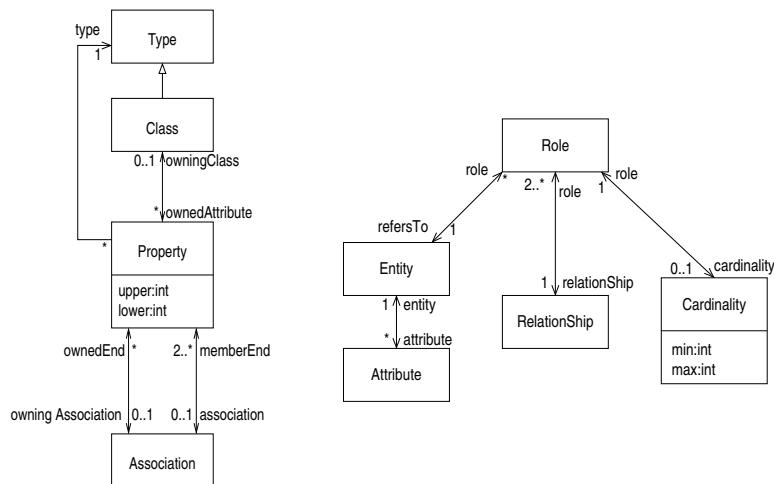 type
1
Type
Class
0..1 owningClass
* ownedAttribute
*
Property
upper:int
lower:int
ownedEnd *
2..* memberEnd
owning Association 0..1
0..1 association
Association
Role
role
*
2..*
role
1
role
refersTo
1
Entity
1 entity
* attribute
Attribute
1 relationShip
RelationShip
0..1
cardinality
Cardinality
min:int
max:int